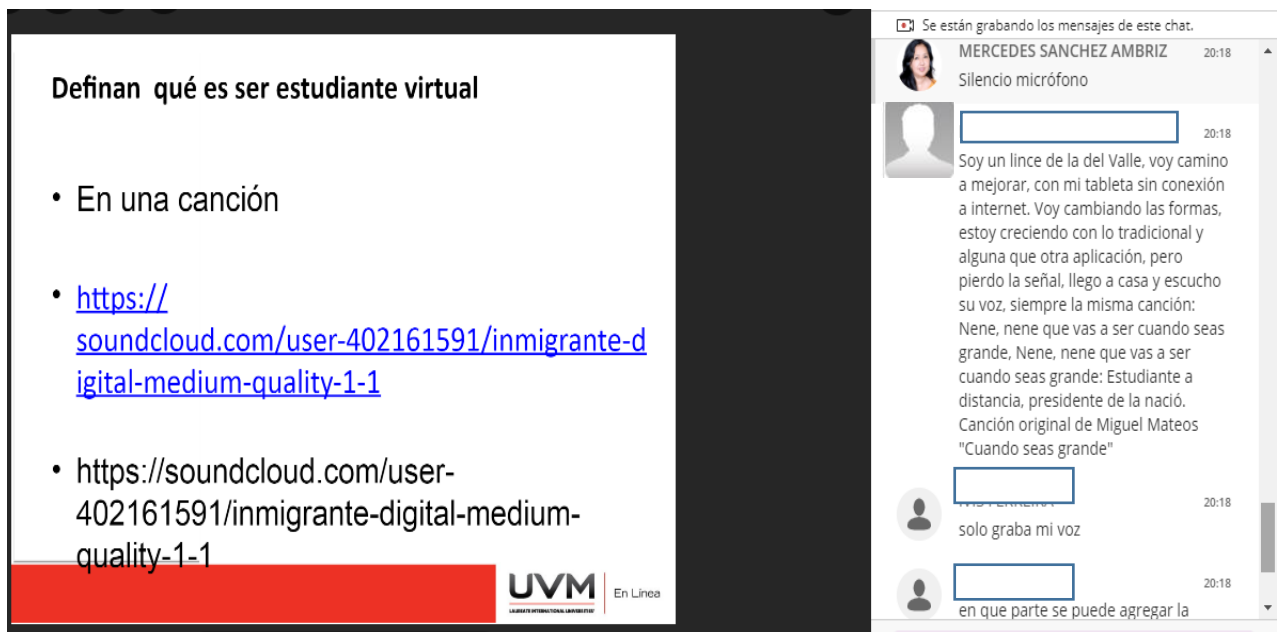 Definan qué es ser estudiante virtual
• En una canción
• https://
soundcloud.com/user-402161591/inmigrante-d
igital-medium-quality-1-1
• https://soundcloud.com/user-
402161591/inmigrante-digital-medium-
quality-1-1
UVM
En Línea
LAUREATE INTERNATIONAL UNIVERSITIES
Se están grabando los mensajes de este chat.
MERCEDES SANCHEZ AMBRIZ 20:18
Silencio micrófono
20:18
Soy un lince de la del Valle, voy camino
a mejorar, con mi tableta sin conexión
a internet. Voy cambiando las formas,
estoy creciendo con lo tradicional y
alguna que otra aplicación, pero
pierdo la señal, llego a casa y escucho
su voz, siempre la misma canción:
Nene, nene que vas a ser cuando seas
grande, Nene, nene que vas a ser
cuando seas grande: Estudiante a
distancia, presidente de la nació.
Canción original de Miguel Mateos
"Cuando seas grande"
20:18
solo graba mi voz
20:18
en que parte se puede agregar la